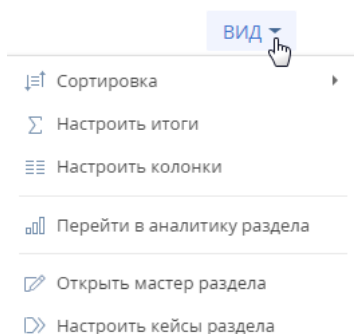 ВИД
Сортировка
Настроить итоги
Настроить колонки
Перейти в аналитику раздела
Открыть мастер раздела
Настроить кейсы раздела